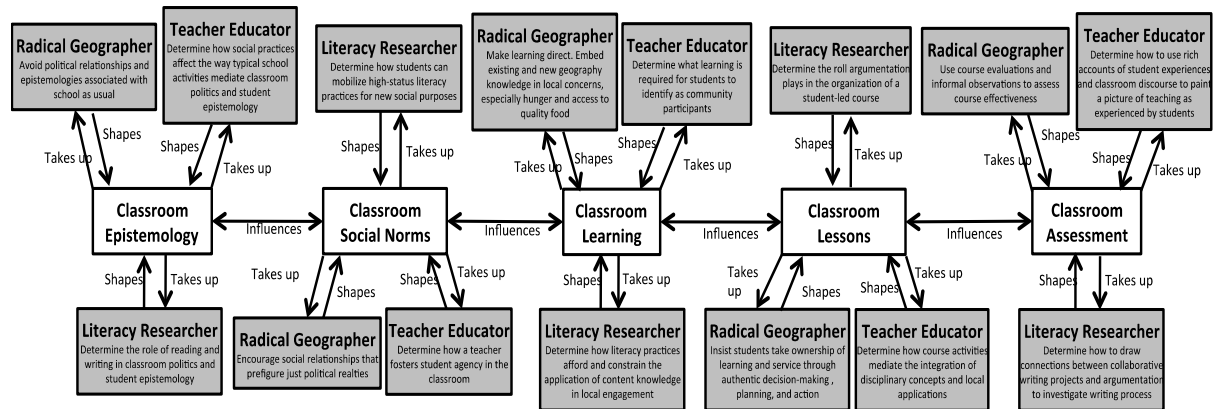 Radical Geographer
Avoid political relationships and
epistemologies associated with
school as usual
Teacher Educator
Determine how social practices
affect the way typical school
activities mediate classroom
politics and student
epistemology
Literacy Researcher
Determine how students can
mobilize high-status literacy
practices for new social purposes
Radical Geographer
Make learning direct. Embed
existing and new geography
knowledge in local concerns,
especially hunger and access to
quality food
Teacher Educator
Determine what learning is
required for students to
identify as community
participants
Literacy Researcher
Determine the roll argumentation
plays in the organization of a
student-led course
Radical Geographer
Use course evaluations and
informal observations to assess
course effectiveness
Teacher Educator
Determine how to use rich
accounts of student experiences
and classroom discourse to paint
a picture of teaching as
experienced by students
Shapes
Takes up
Shapes
Takes up
Shapes
Takes up
Shapes
Takes up
Shapes
Takes up
Shapes
Takes up
Shapes
Takes up
Shapes
Takes up
Classroom
Epistemology
Influences
Classroom
Social Norms
Influences
Classroom
Learning
Influences
Classroom
Lessons
Influences
Classroom
Assessment
Shapes
Takes up
Takes up
Shapes
Shapes
Takes up
Shapes
Takes up
Takes
up
Shapes
Shapes
Takes up
Shapes
Takes up
Literacy Researcher
Determine the role of reading and
writing in classroom politics and
student epistemology
Radical Geographer
Encourage social relationships that
prefigure just political realties
Teacher Educator
Determine how a teacher
fosters student agency in the
classroom
Literacy Researcher
Determine how literacy practices
afford and constrain the
application of content knowledge
in local engagement
Radical Geographer
Insist students take ownership of
learning and service through
authentic decision-making ,
planning, and action
Teacher Educator
Determine how course activities
mediate the integration of
disciplinary concepts and local
applications
Literacy Researcher
Determine how to draw
connections between collaborative
writing projects and argumentation
to investigate writing process